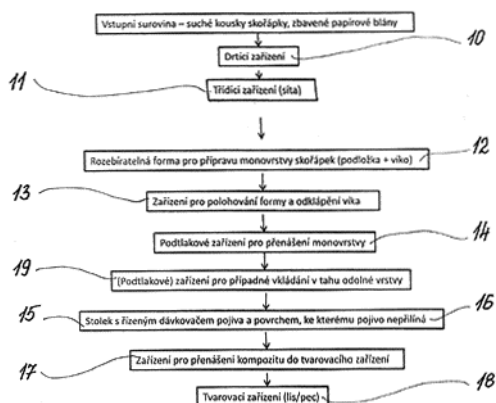 Vstupní surovina – suché kousky skořápky, zbavené papírové blány
10
Drtící zařízení
11
Třídící zařízení (síta)
12
Rozebíratelná forma pro přípravu monovrstvy skořápek (podložka + víko)
13
Zařízení pro polohování formy a odklápění víka
14
Podtlakové zařízení pro přenášení monovrstvy
19
(Podtlakové) zařízení pro případné vkládání v tahu odolné vrstvy
16
15
Stolek s řízeným dávkovačem pojiva a povrchem, ke kterému pojivo nepřilíná
17
Zařízení pro přenášení kompozitu do tvarovacího zařízení
18
Tvarovací zařízení (lis/pec)